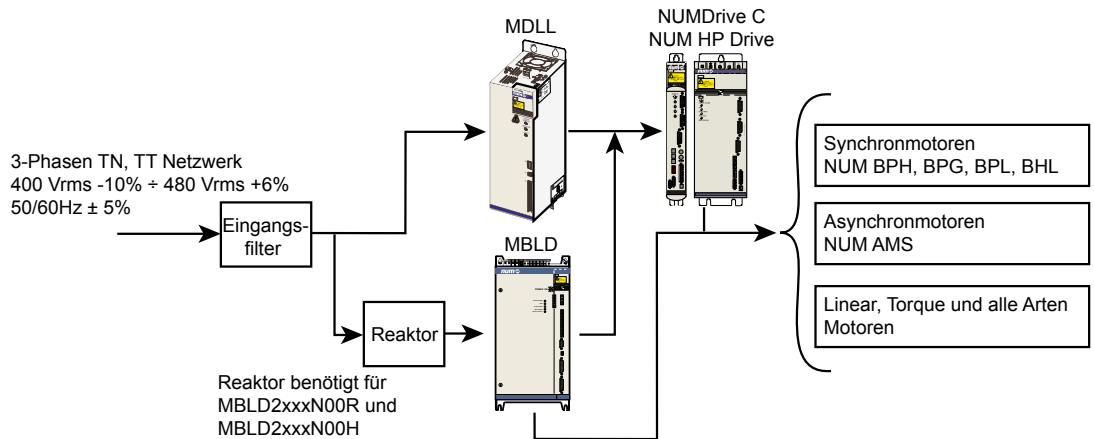 NUMDrive C
NUM HP Drive
MDLL
3-Phasen TN, TT Netzwerk
400 Vrms -10% ÷ 480 Vrms +6%
50/60Hz ± 5%
Eingangs-
filter
Synchronmotoren
NUM BPH, BPG, BPL, BHL
Asynchronmotoren
NUM AMS
Linear, Torque und alle Arten
Motoren
MBLD
num
Reaktor
Reaktor benötigt für
MBLD2xxxN00R und
MBLD2xxxN00H